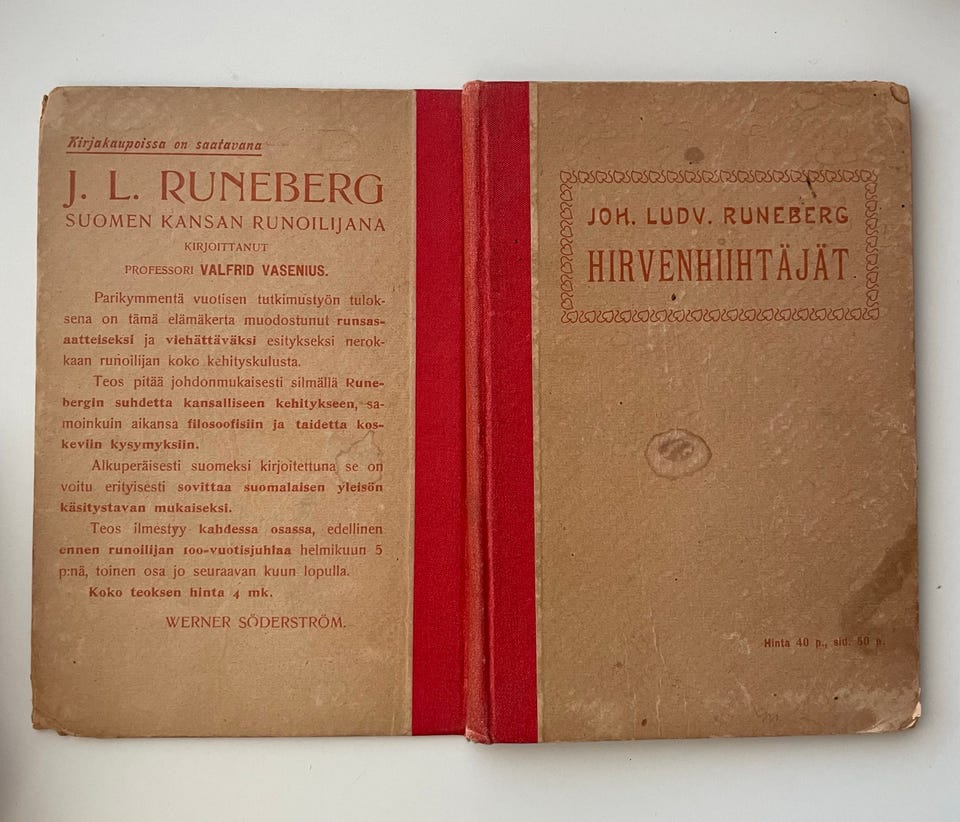 Kirjakaupoissa on saatavana
J. L. RUNEBERG
SUOMEN KANSAN RUNOILIJANA
KIRJOITTANUT
PROFESSORI VALFRID VASENIUS.
Parikymmentä vuotisen tutkimustyön tulok-
sena on tämä elämäkerta muodostunut runsas-
aatteiseksi ja viehättäväksi esitykseksi nerok-
kaan runoilijan koko kehityskulusta.
Teos pitää johdonmukaisesti silmällä Rune-
bergin suhdetta kansalliseen kehitykseen, sa-
moinkuin aikansa filosoofisiin ja taidetta kos-
keviin kysymyksiin.
Alkuperäisesti suomeksi kirjoitettuna se on
voitu erityisesti sovittaa suomalaisen yleisön
käsitystavan mukaiseksi.
Teos ilmestyy kahdessa osassa, edellinen
ennen runoilijan 100-vuotisjuhlaa helmikuun 5
p:nä, toinen osa jo seuraavan kuun lopulla.
Koko teoksen hinta 4 mk.
WERNER SÖDERSTRÖM.
JOH. LUDV. RUNEBERG
HIRVENHIIHTÄJÄT
Hinta 40 p., sid. 50 p.